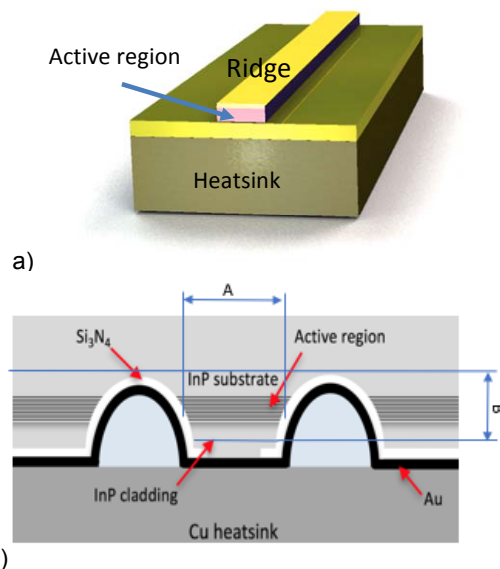 Active region
Ridge
Heatsink
a)
A
Si3N4
Active region
InP substrate
B
InP cladding
Au
Cu heatsink
)